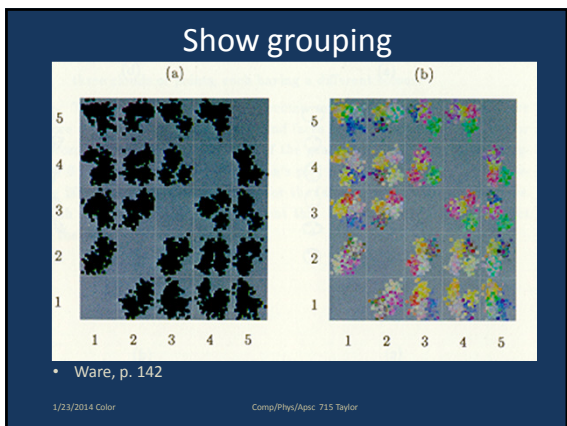 Show grouping
(a) (b)
5 5
4 4
3 3
2 2
1 1
1 2 3 4 5 1 2 3 4 5
• Ware, p. 142
1/23/2014 Color Comp/Phys/Apsc 715 Taylor